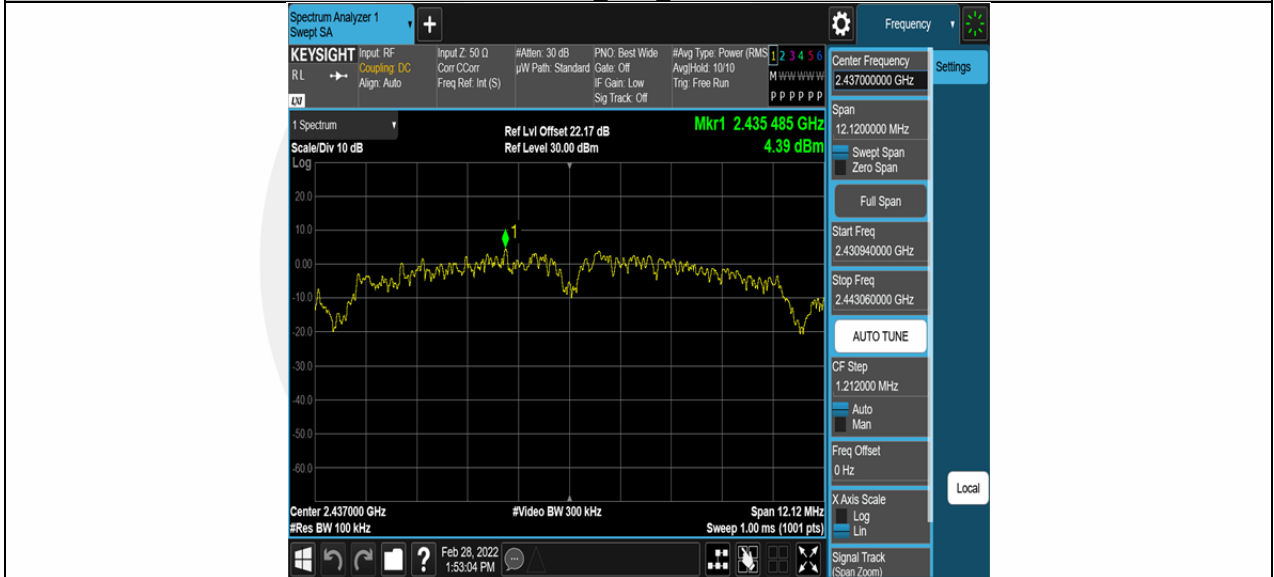 Spectrum Analyzer 1
Swept SA
+
Frequency
KEYSIGHT
RL
LXI
Input: RF
Coupling: DC
Align: Auto
Input Z: 50 Ω
Corr CCorr
Freq Ref: Int (S)
#Atten: 30 dB
µW Path: Standard
PNO: Best Wide
Gate: Off
IF Gain: Low
Sig Track: Off
#Avg Type: Power (RMS
Avg|Hold: 10/10
Trig: Free Run
1 2 3 4 5 6
M W W W W W
P P P P P P
1 Spectrum
Scale/Div 10 dB
Log
Ref Lvl Offset 22.17 dB
Ref Level 30.00 dBm
Mkr1 2.435 485 GHz
4.39 dBm
20.0
10.0
0.00
-10.0
-20.0
-30.0
-40.0
-50.0
-60.0
1
Center 2.437000 GHz
#Res BW 100 kHz
#Video BW 300 kHz
Span 12.12 MHz
Sweep 1.00 ms (1001 pts)
?
Feb 28, 2022
1:53:04 PM
Center Frequency
2.437000000 GHz
Settings
Span
12.1200000 MHz
Swept Span
Zero Span
Full Span
Start Freq
2.430940000 GHz
Stop Freq
2.443060000 GHz
AUTO TUNE
CF Step
1.212000 MHz
Auto
Man
Freq Offset
0 Hz
Local
X Axis Scale
Log
Lin
Signal Track
(Span Zoom)